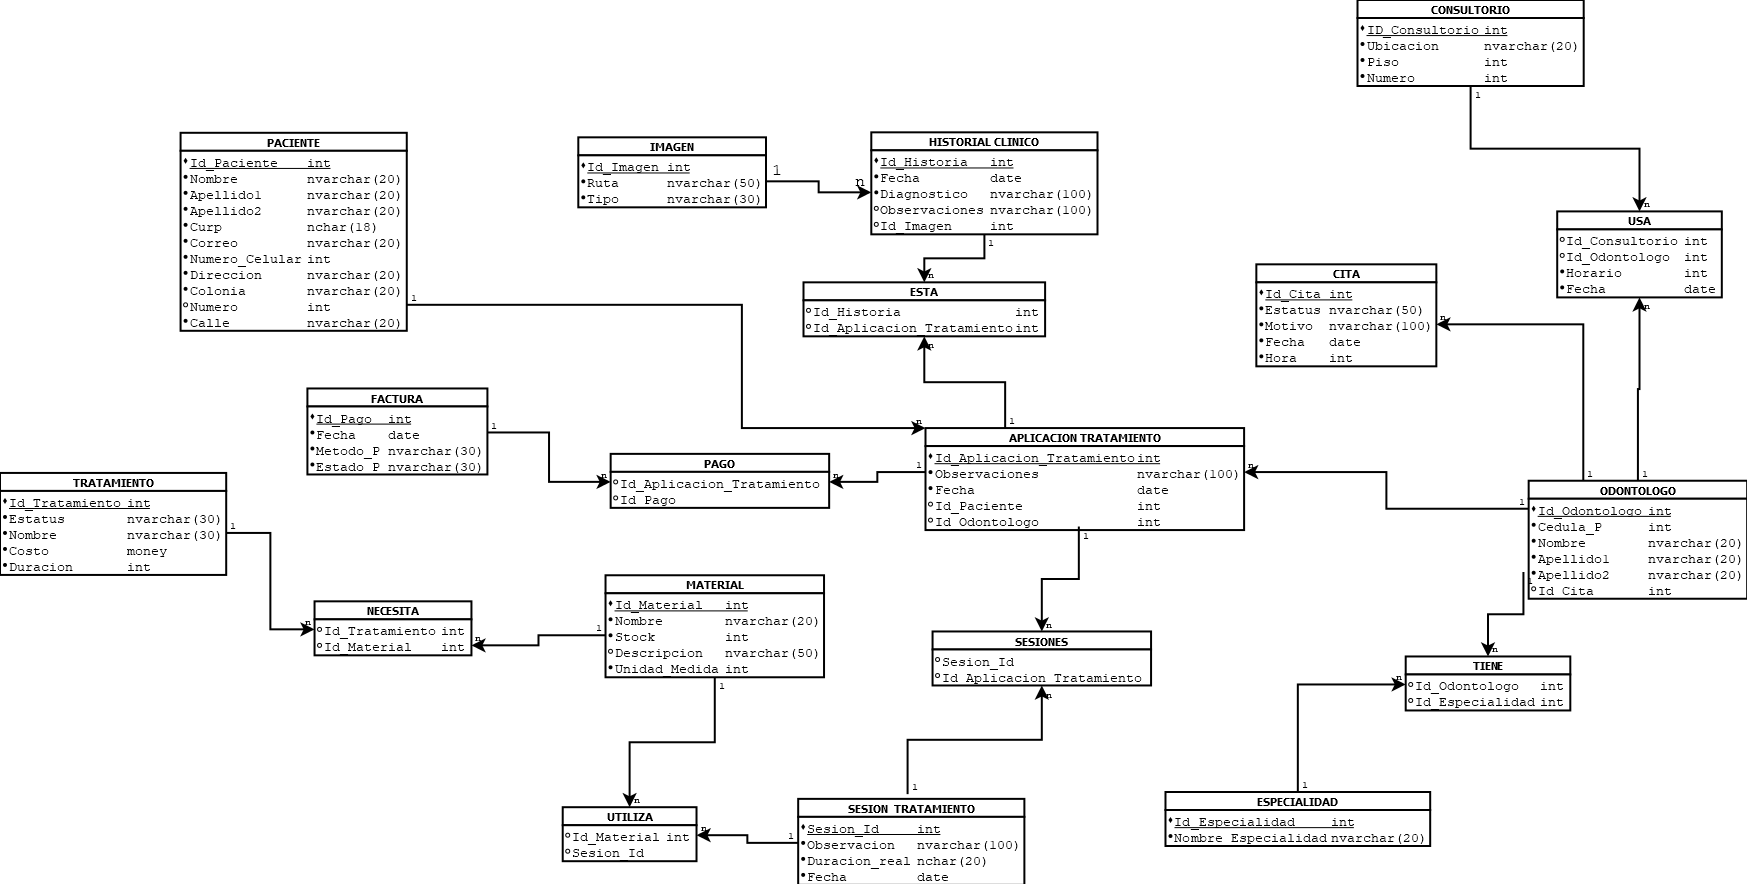 CONSULTORIO
ID_Consultorio int
Ubicacion nvarchar(20)
Piso int
Numero int
1
PACIENTE
Id_Paciente int
Nombre nvarchar(20)
Apellido1 nvarchar(20)
Apellido2 nvarchar(20)
Curp nchar(18)
Correo nvarchar(20)
Numero_Celular int
Direccion nvarchar(20)
Colonia nvarchar(20)
Numero int
Calle nvarchar(20)
1
IMAGEN
Id_Imagen int
Ruta nvarchar(50)
Tipo nvarchar(30)
1
n
HISTORIAL CLINICO
Id_Historia int
Fecha date
Diagnostico nvarchar(100)
Observaciones nvarchar(100)
Id_Imagen int
1
n
ESTA
Id_Historia int
Id_Aplicacion_Tratamiento int
n
n
USA
Id_Consultorio int
Id_Odontologo int
Horario int
Fecha date
n
CITA
Id_Cita int
Estatus nvarchar(50)
Motivo nvarchar(100)
Fecha date
Hora int
n
FACTURA
Id_Pago int
Fecha date
Metodo_P nvarchar(30)
Estado_P nvarchar(30)
1
n
PAGO
Id_Aplicacion_Tratamiento
Id_Pago
n
1
1
n
APLICACION TRATAMIENTO
Id_Aplicacion_Tratamiento int
Observaciones nvarchar(100)
Fecha date
Id_Paciente int
Id_Odontologo int
n
1
1
1
1
ODONTOLOGO
Id_Odontologo int
Cedula_P int
Nombre nvarchar(20)
Apellido1 nvarchar(20)
Apellido2 nvarchar(20)
Id_Cita int
1
TRATAMIENTO
Id_Tratamiento int
Estatus nvarchar(30)
Nombre nvarchar(30)
Costo money
Duracion int
1
n
NECESITA
Id_Tratamiento int
Id_Material int
n
1
MATERIAL
Id_Material int
Nombre nvarchar(20)
Stock int
Descripcion nvarchar(50)
Unidad_Medida int
1
n
SESIONES
Sesion_Id
Id_Aplicacion_Tratamiento
n
n
TIENE
Id_Odontologo int
Id_Especialidad int
n
1
ESPECIALIDAD
Id_Especialidad int
Nombre_Especialidad nvarchar(20)
n
UTILIZA
Id_Material int
Sesion_Id
n
1
1
SESION TRATAMIENTO
Sesion_Id int
Observacion nvarchar(100)
Duracion_real nchar(20)
Fecha date